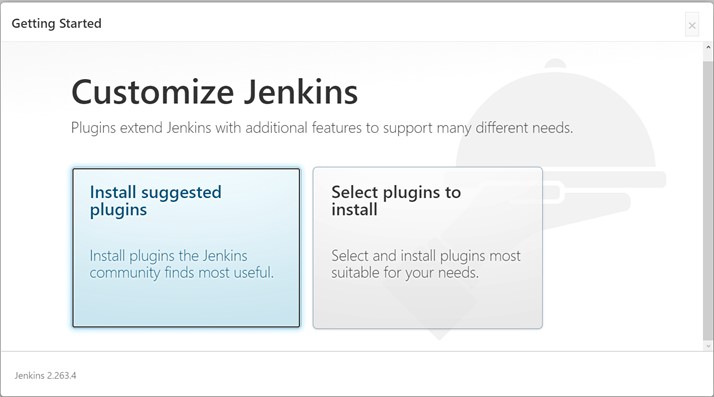 Getting Started
Customize Jenkins
Plugins extend Jenkins with additional features to support many different needs.
Install suggested
plugins
Install plugins the Jenkins
community finds most useful.
Select plugins to
install
Select and install plugins most
suitable for your needs.
Jenkins 2.263.4